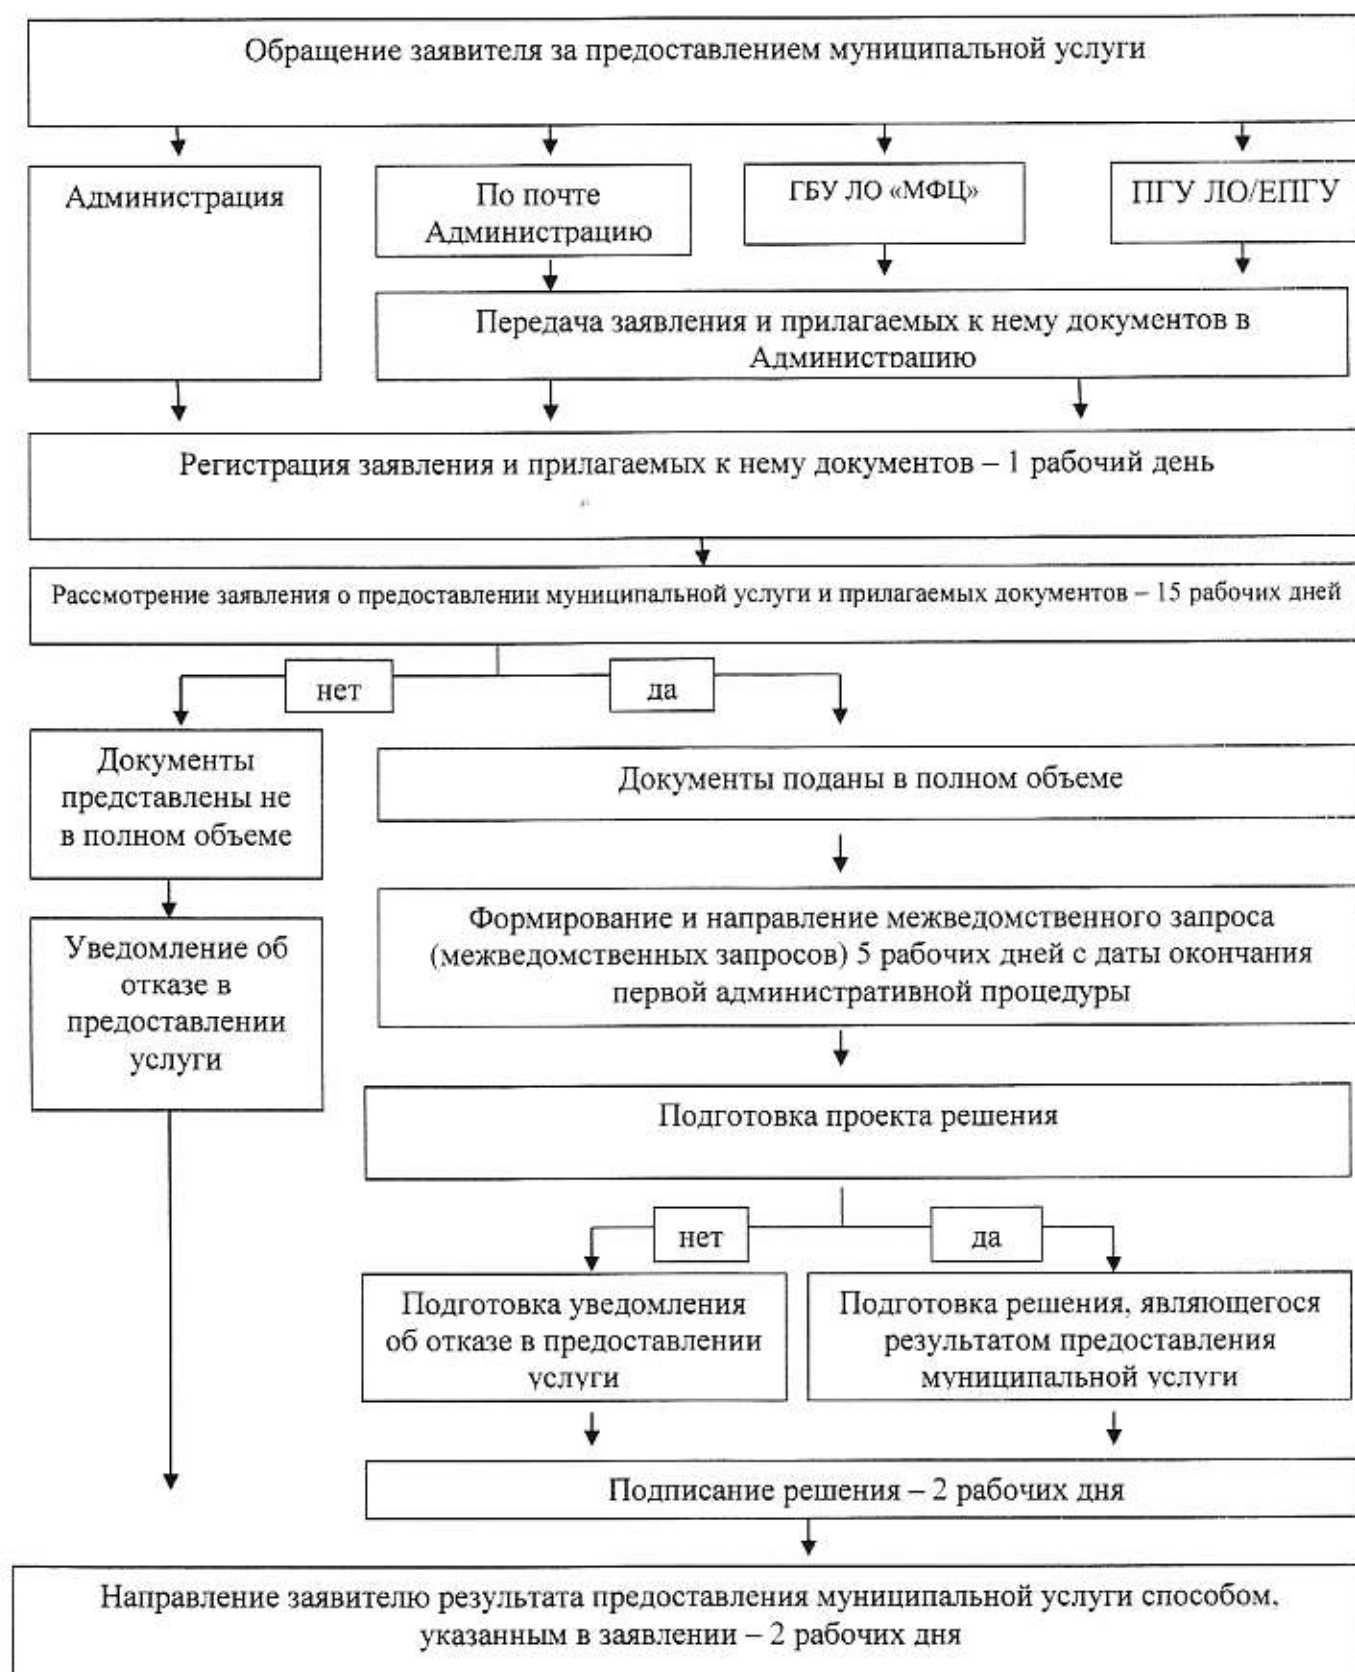 Обращение заявителя за предоставлением муниципальной услуги
Администрация
По почте
Администрацию
ГБУ ЛО «МФЦ»
ПГУ ЛО/ЕПГУ
Передача заявления и прилагаемых к нему документов в
Администрацию
Регистрация заявления и прилагаемых к нему документов – 1 рабочий день
Рассмотрение заявления о предоставлении муниципальной услуги и прилагаемых документов – 15 рабочих дней
нет
да
Документы
представлены не
в полном объеме
Документы поданы в полном объеме
Уведомление об
отказе в
предоставлении
услуги
Формирование и направление межведомственного запроса
(межведомственных запросов) 5 рабочих дней с даты окончания
первой административной процедуры
Подготовка проекта решения
нет
да
Подготовка уведомления
об отказе в предоставлении
услуги
Подготовка решения, являющегося
результатом предоставления
муниципальной услуги
Подписание решения – 2 рабочих дня
Направление заявителю результата предоставления муниципальной услуги способом,
указанным в заявлении – 2 рабочих дня